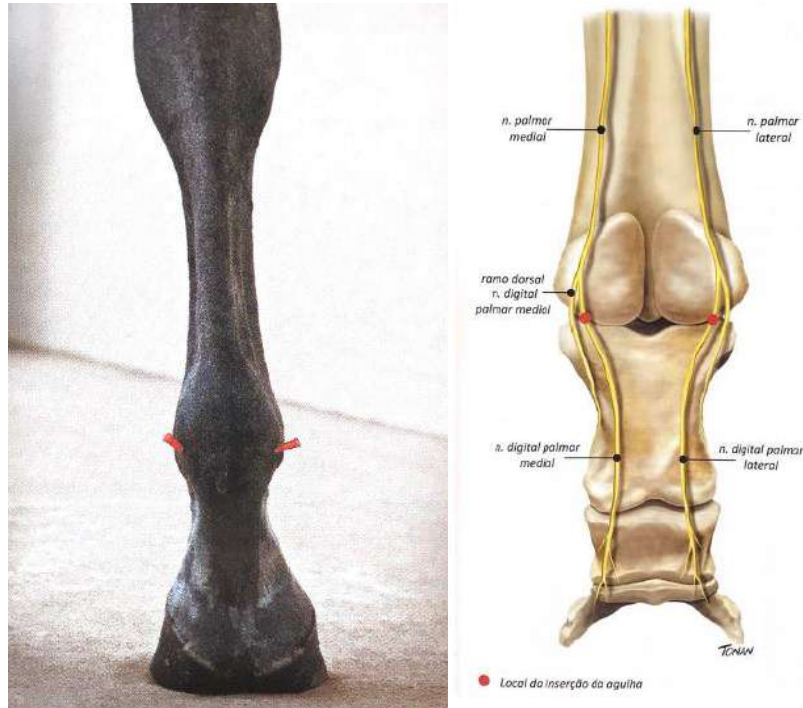 n. palmar
medial
n. palmar
lateral
ramo dorsal
n. digital
palmar medial
n. digital palmar
medial
n. digital palmar
lateral
TONAN
Local da inserção da agulha